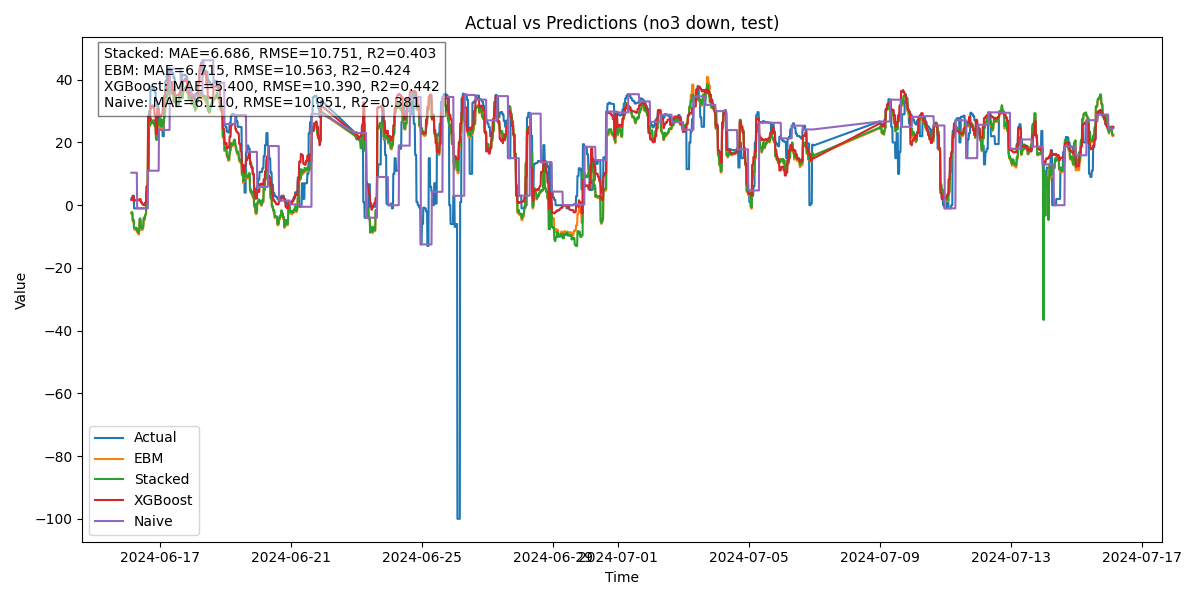 Actual vs Predictions (no3 down, test)
Stacked: MAE=6.686, RMSE=10.751, R2=0.403
EBM: MAE=6.715, RMSE=10.563, R2=0.424
XGBoost: MAE=5.400, RMSE=10.390, R2=0.442
Naive: MAE=6.110, RMSE=10.951, R2=0.381
40
20
0
−20
−40
−60
−80
−100
Value
Actual
EBM
Stacked
XGBoost
Naive
2024-06-17
2024-06-21
2024-06-25
2024-06-29
2024-07-01
2024-07-05
2024-07-09
2024-07-13
2024-07-17
Time